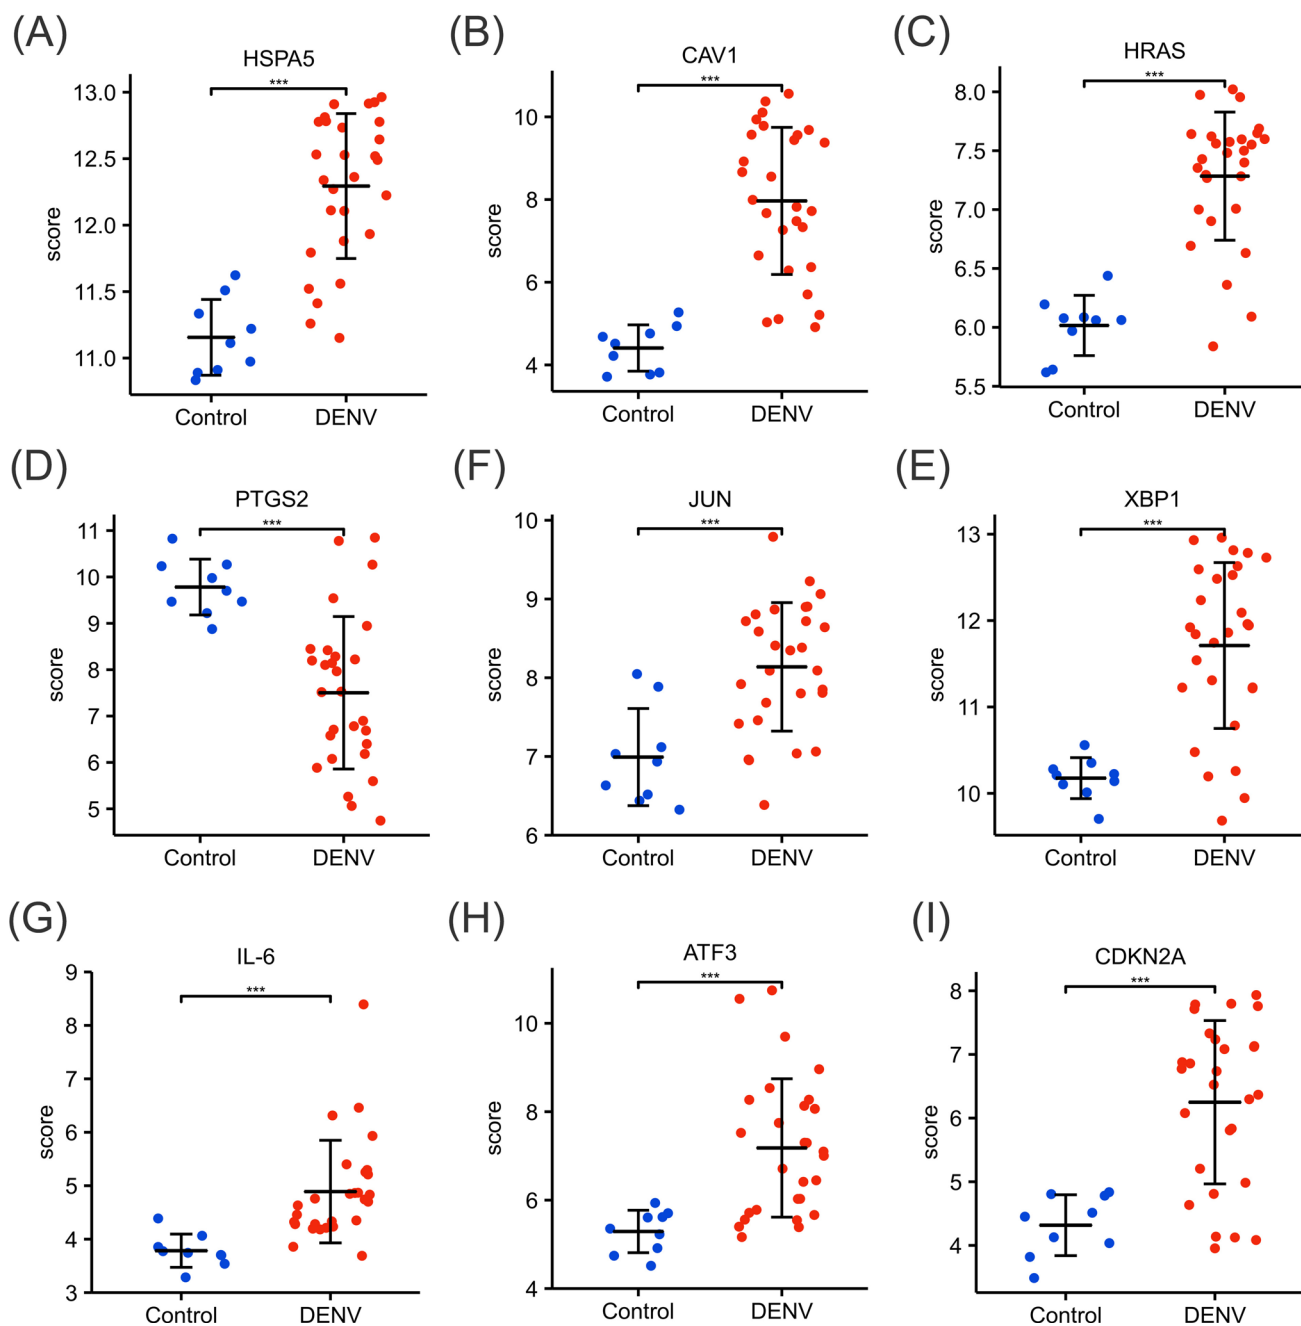 (A)
HSPA5
***
13.0
12.5
12.0
11.5
11.0
score
Control
DENV
(B)
CAV1
***
10
8
6
4
score
Control
DENV
(C)
HRAS
***
8.0
7.5
7.0
6.5
6.0
5.5
score
Control
DENV
(D)
PTGS2
***
11
10
9
8
7
6
5
score
Control
DENV
(F)
JUN
***
10
9
8
7
6
score
Control
DENV
(E)
XBP1
***
13
12
11
10
score
Control
DENV
(G)
IL-6
***
9
8
7
6
5
4
3
score
Control
DENV
(H)
ATF3
***
10
8
6
4
score
Control
DENV
(I)
CDKN2A
***
8
7
6
5
4
score
Control
DENV